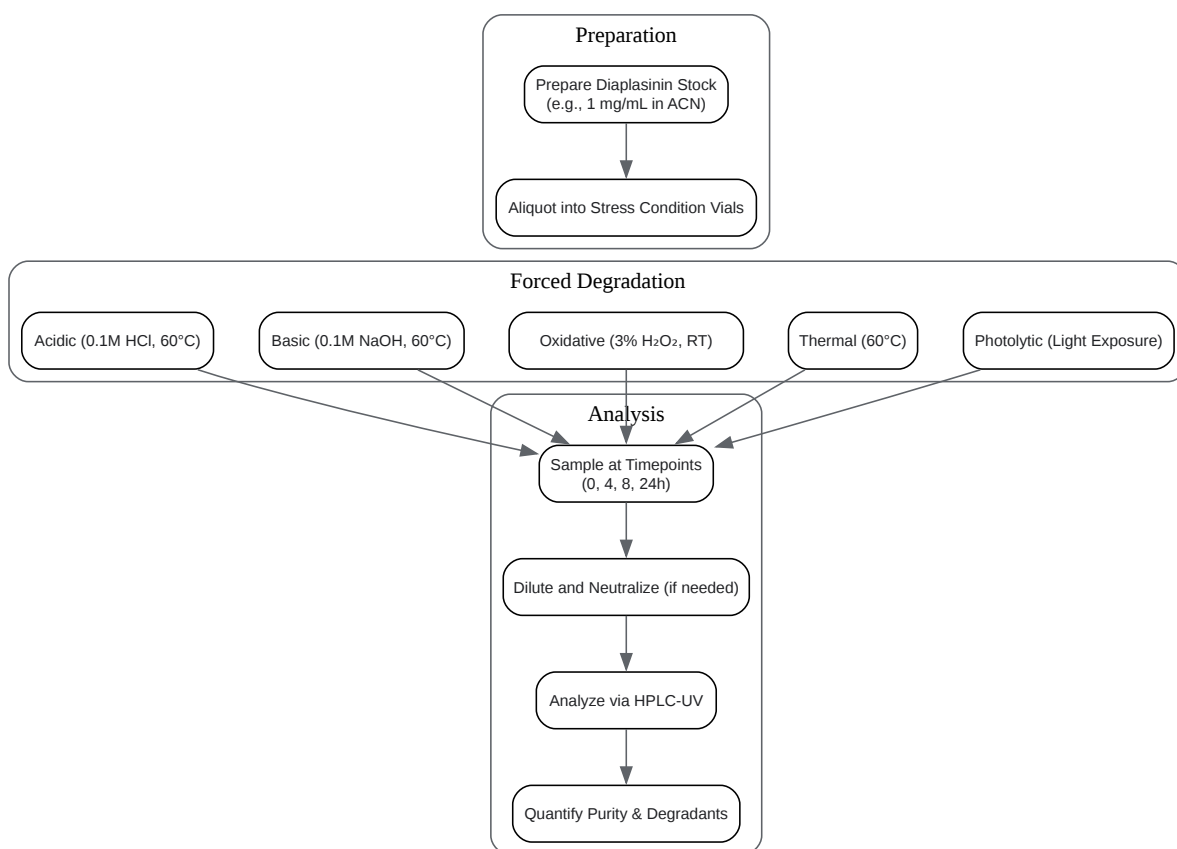 Preparation
Prepare Diaplasinin Stock
(e.g., 1 mg/mL in ACN)
Aliquot into Stress Condition Vials
Forced Degradation
Acidic (0.1M HCl, 60°C)
Basic (0.1M NaOH, 60°C)
Oxidative (3% H₂O₂, RT)
Thermal (60°C)
Photolytic (Light Exposure)
Analysis
Sample at Timepoints
(0, 4, 8, 24h)
Dilute and Neutralize (if needed)
Analyze via HPLC-UV
Quantify Purity & Degradants